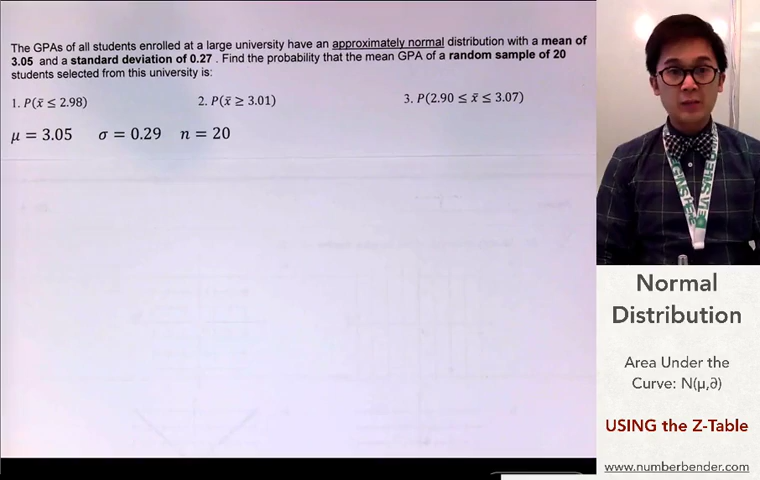 The GPAs of all students enrolled at a large university have an approximately normal distribution with a mean of
3.05 and a standard deviation of 0.27 . Find the probability that the mean GPA of a random sample of 20
students selected from this university is:
1. P(x̄ ≤ 2.98) 2. P(x̄ ≥ 3.01) 3. P(2.90 ≤ x̄ ≤ 3.07)
μ = 3.05 σ = 0.29 n = 20
Normal
Distribution
Area Under the
Curve: N(μ,∂)
USING the Z-Table
www.numberbender.com